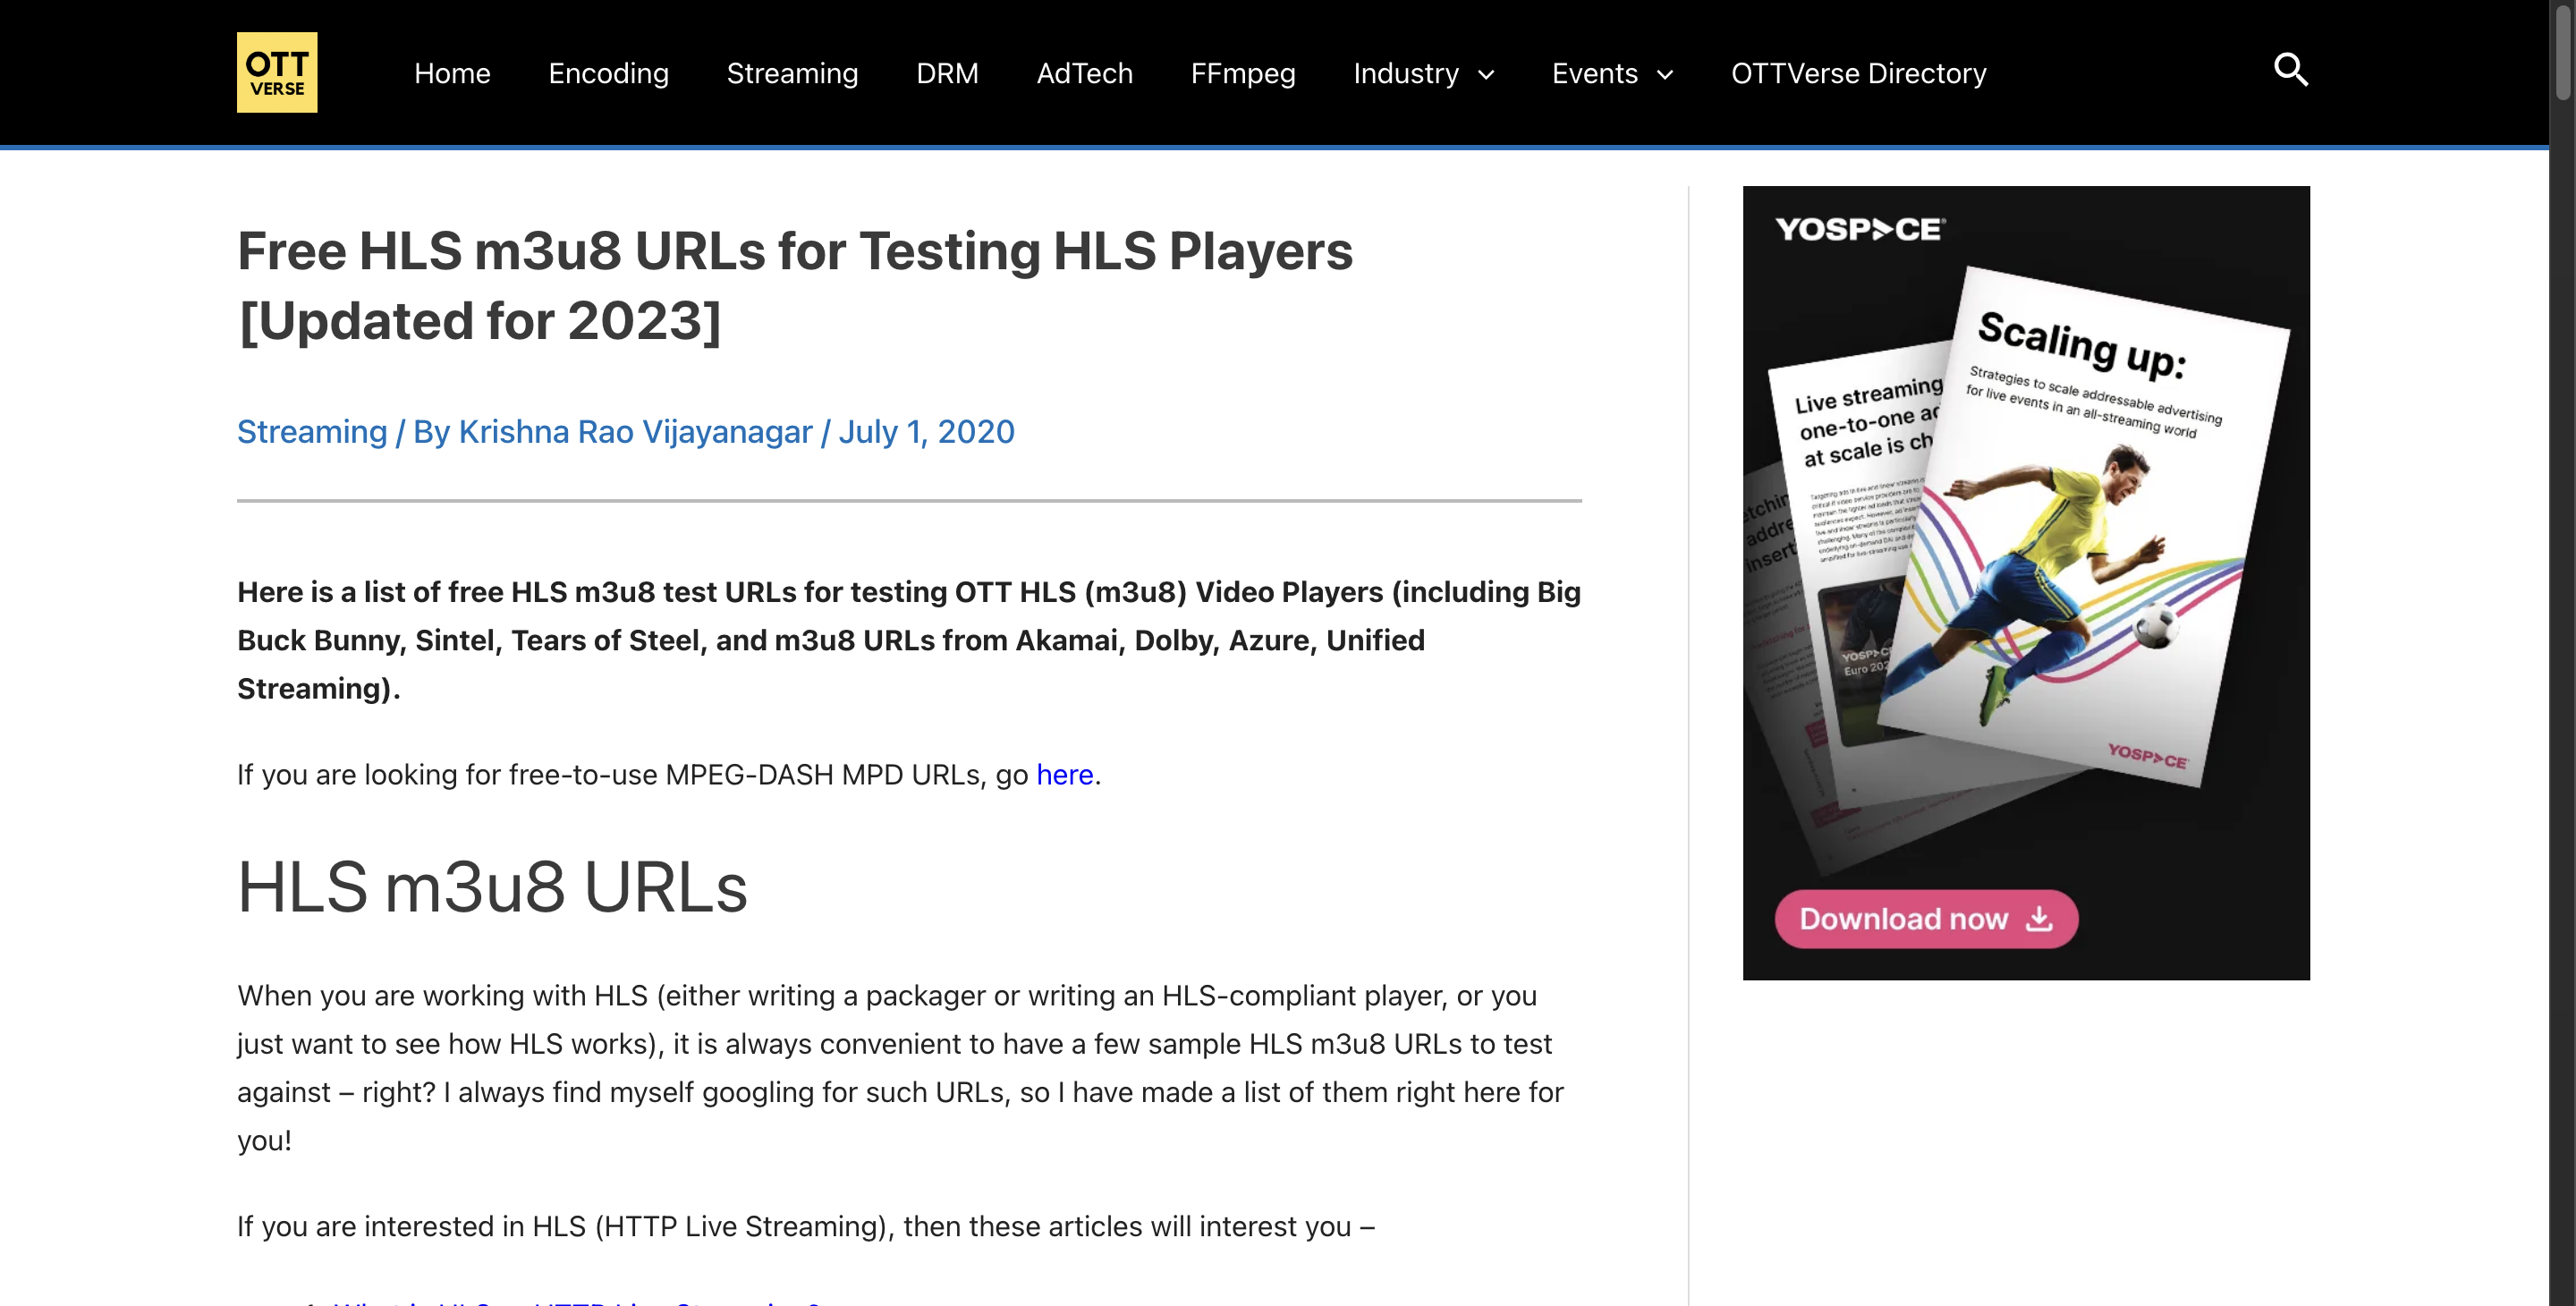 OTT
VERSE
Home
Encoding
Streaming
DRM
AdTech
FFmpeg
Industry
Events
OTTVerse Directory
Free HLS m3u8 URLs for Testing HLS Players
[Updated for 2023]
Streaming / By Krishna Rao Vijayanagar / July 1, 2020
Here is a list of free HLS m3u8 test URLs for testing OTT HLS (m3u8) Video Players (including Big
Buck Bunny, Sintel, Tears of Steel, and m3u8 URLs from Akamai, Dolby, Azure, Unified
Streaming).
If you are looking for free-to-use MPEG-DASH MPD URLs, go here.
HLS m3u8 URLs
When you are working with HLS (either writing a packager or writing an HLS-compliant player, or you
just want to see how HLS works), it is always convenient to have a few sample HLS m3u8 URLs to test
against – right? I always find myself googling for such URLs, so I have made a list of them right here for
you!
If you are interested in HLS (HTTP Live Streaming), then these articles will interest you –
YOSPACE
Scaling up:
Strategies to scale addressable advertising
for live events in an all-streaming world
Live streaming
one-to-one
at scale is
YOSPACE
Euro
YOSPACE
Download now